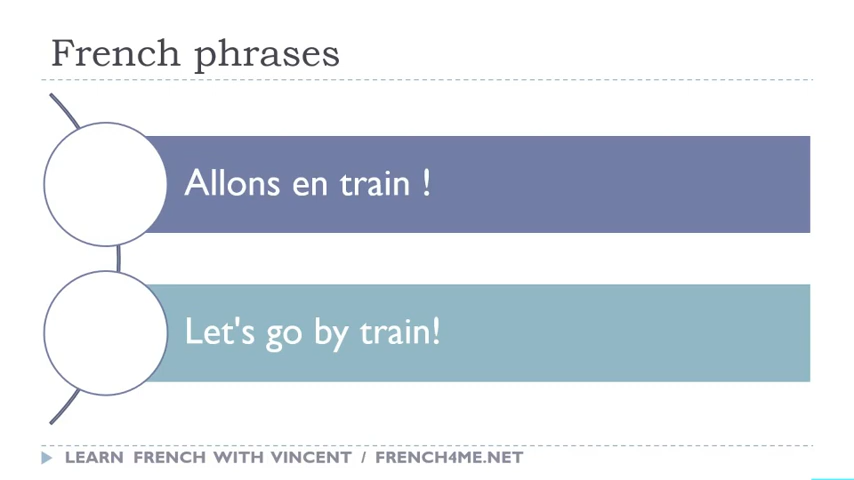 French phrases
Allons en train !
Let's go by train!
LEARN FRENCH WITH VINCENT / FRENCH4ME.NET